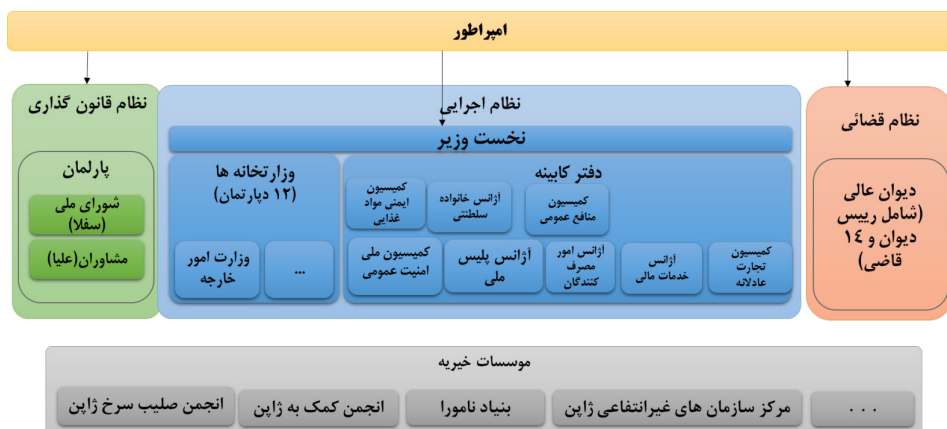 امپراطور
نظام قضائی
دیوان عالی
(شامل رییس
دیوان و ١٤
قاضی)
نظام اجرایی
نخست وزیر
دفتر کابینه
کمیسیون
منافع عمومی
آژانس خانواده
سلطنتی
کمیسیون
ایمنی مواد
غذایی
کمیسیون
تجارت
عادلانه
آژانس
خدمات مالی
آژانس امور
مصرف
کنندگان
آژانس پلیس
ملی
کمیسیون ملی
امنیت عمومی
وزارتخانه ها
(١٢ دپارتمان)
...
وزارت امور
خارجه
نظام قانون گذاری
پارلمان
شورای ملی
(سفلا)
مشاوران(علیا)
موسسات خیریه
. . .
مرکز سازمان های غیرانتفاعی ژاپن
بنیاد نامورا
انجمن کمک به ژاپن
انجمن صلیب سرخ ژاپن